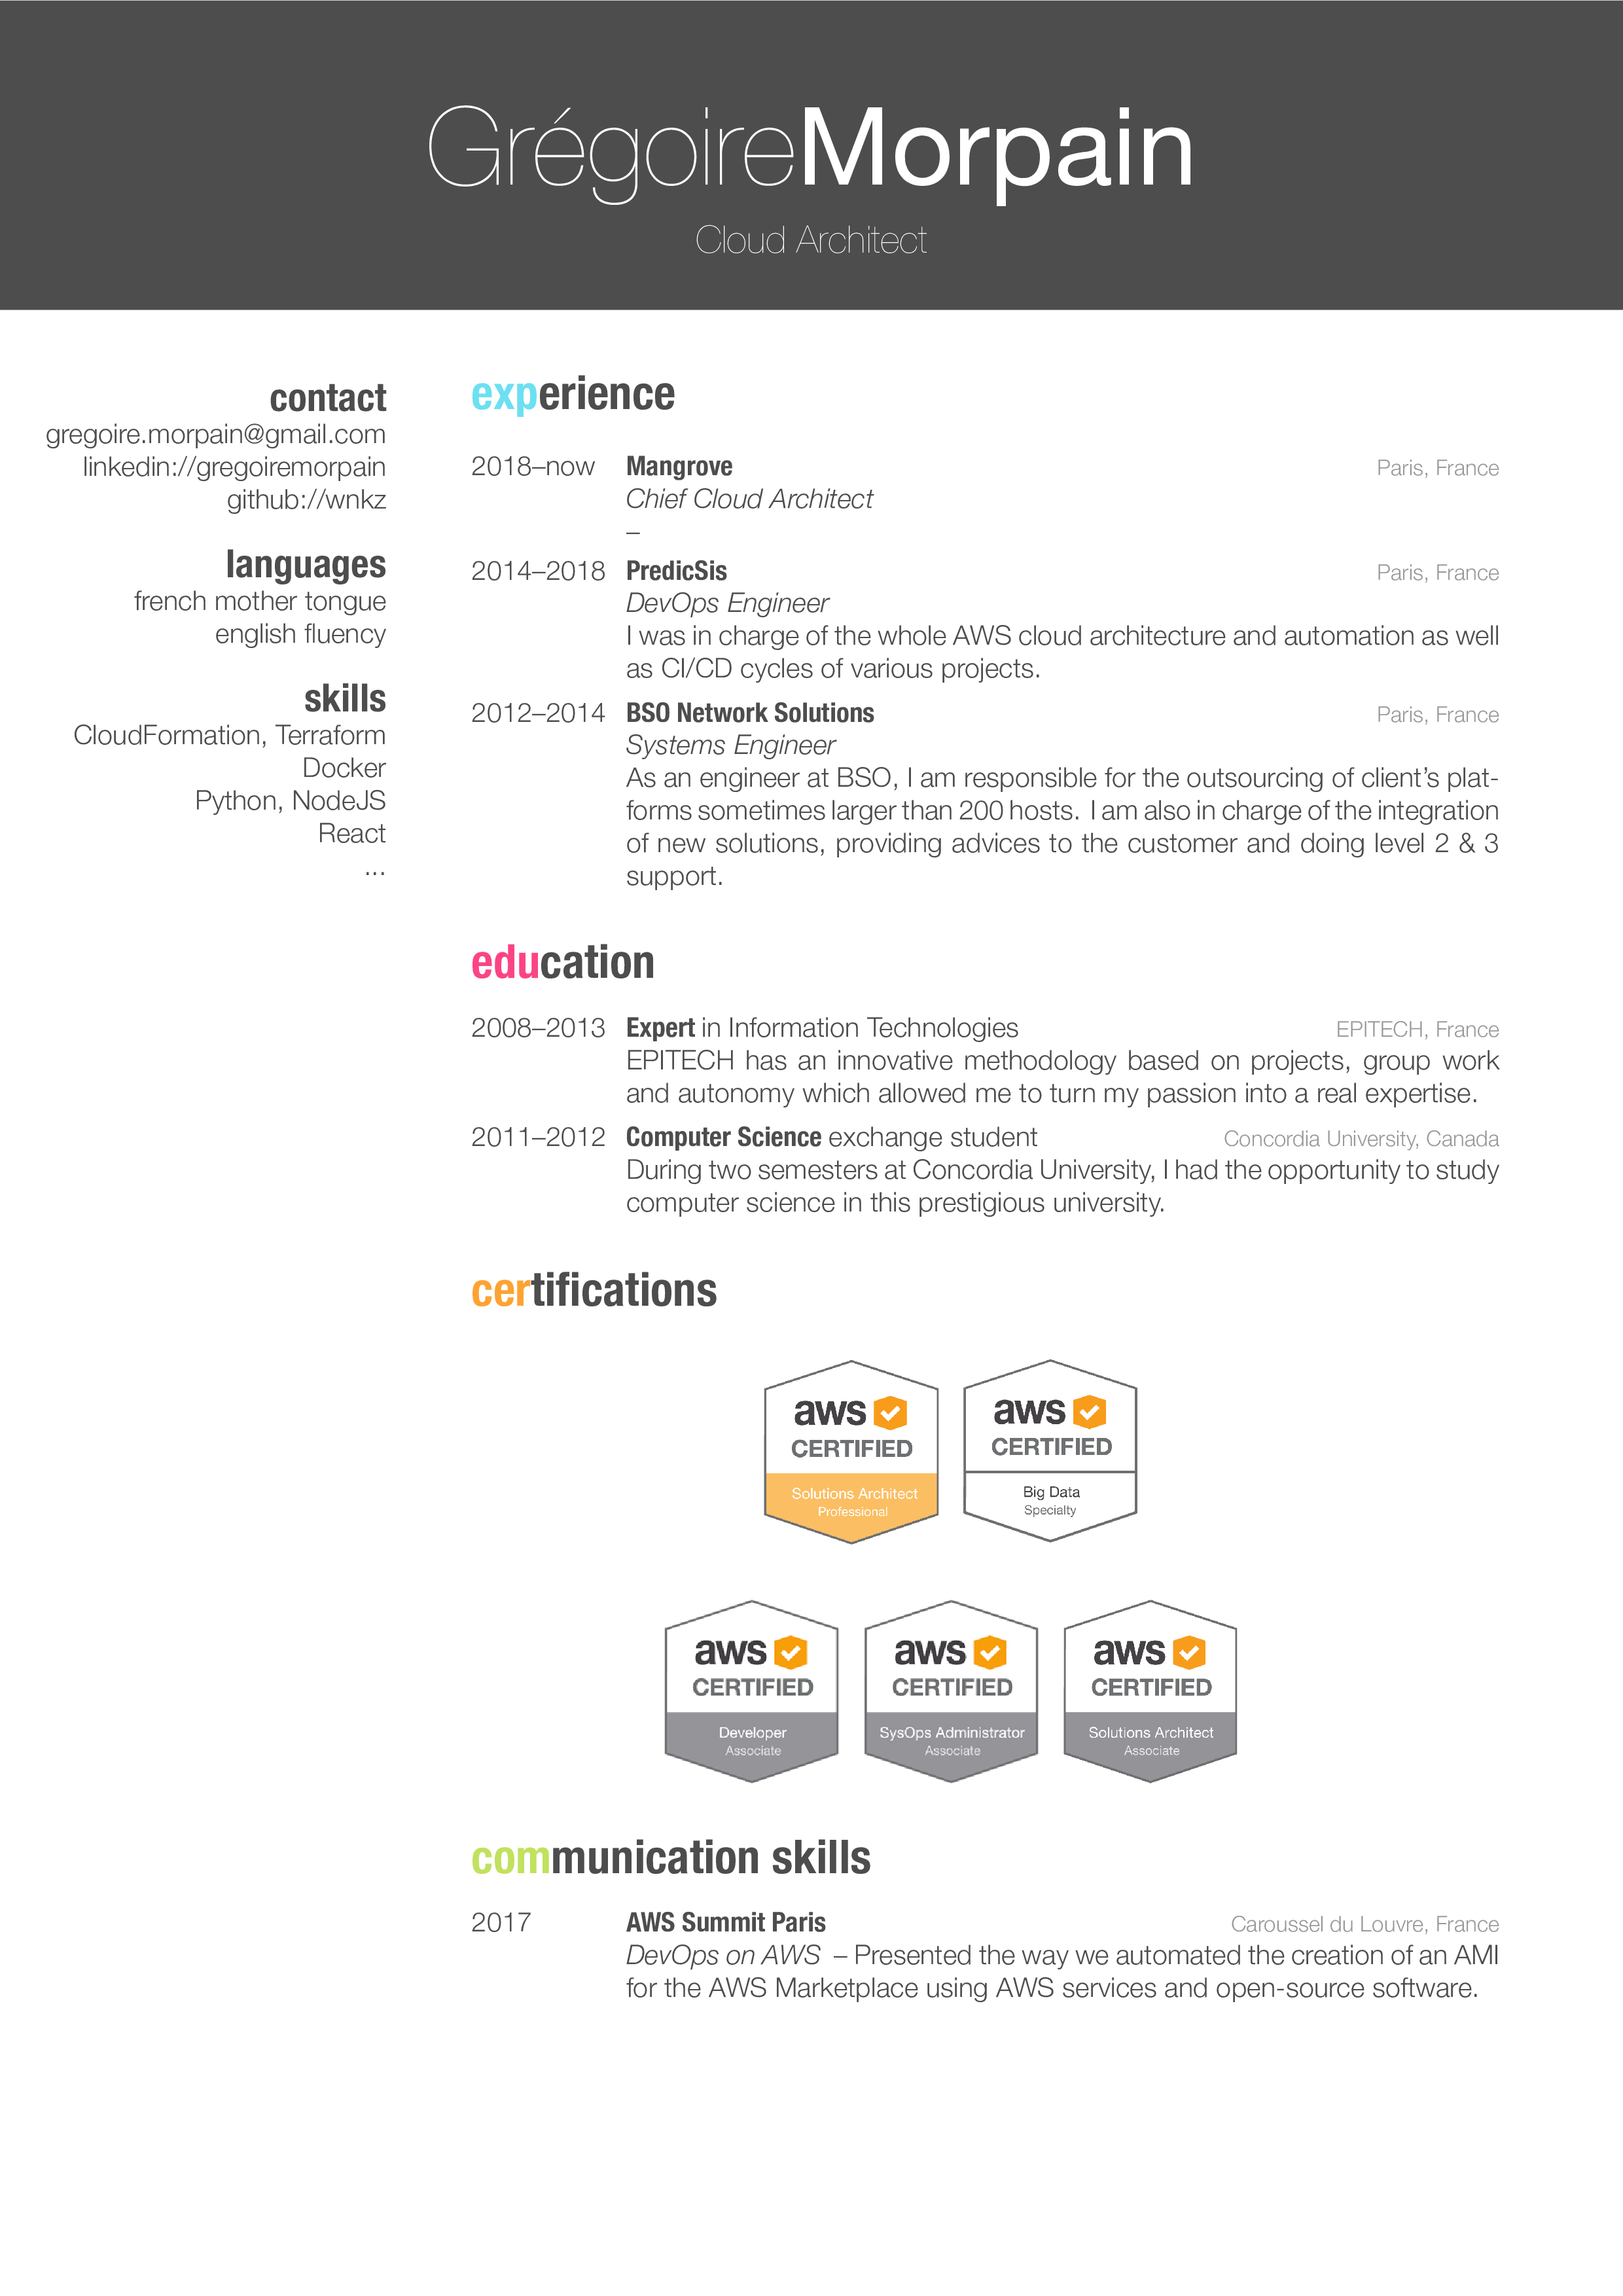 GrégoireMorpain
Cloud Architect
contact
gregoire.morpain@gmail.com
linkedin://gregoiremorpain
github://wnkz
languages
french mother tongue
english fluency
skills
CloudFormation, Terraform
Docker
Python, NodeJS
React
...
experience
2018–now Mangrove Paris, France
Chief Cloud Architect
–
2014–2018 PredicSis Paris, France
DevOps Engineer
I was in charge of the whole AWS cloud architecture and automation as well
as CI/CD cycles of various projects.
2012–2014 BSO Network Solutions Paris, France
Systems Engineer
As an engineer at BSO, I am responsible for the outsourcing of client's plat-
forms sometimes larger than 200 hosts. I am also in charge of the integration
of new solutions, providing advices to the customer and doing level 2 & 3
support.
education
2008–2013 Expert in Information Technologies EPITECH, France
EPITECH has an innovative methodology based on projects, group work
and autonomy which allowed me to turn my passion into a real expertise.
2011–2012 Computer Science exchange student Concordia University, Canada
During two semesters at Concordia University, I had the opportunity to study
computer science in this prestigious university.
certifications
aws
CERTIFIED
Solutions Architect
Professional
aws
CERTIFIED
Big Data
Specialty
aws
CERTIFIED
Developer
Associate
aws
CERTIFIED
SysOps Administrator
Associate
aws
CERTIFIED
Solutions Architect
Associate
communication skills
2017 AWS Summit Paris Caroussel du Louvre, France
DevOps on AWS – Presented the way we automated the creation of an AMI
for the AWS Marketplace using AWS services and open-source software.